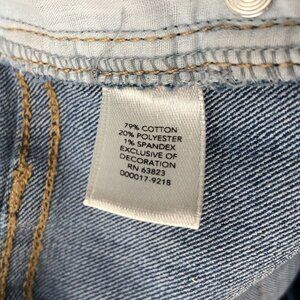 79% COTTON
20% POLYESTER
1% SPANDEX
EXCLUSIVE OF
DECORATION
RN 63823
000017-9218